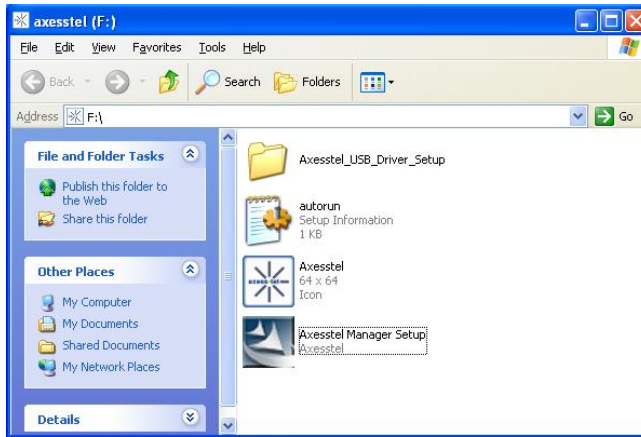 axesstel (F:)
File Edit View Favorites Tools Help
Back Search Folders
Address F:\ Go
File and Folder Tasks
Publish this folder to
the Web
Share this folder
Other Places
My Computer
My Documents
Shared Documents
My Network Places
Details
Axesstel_USB_Driver_Setup
autorun
Setup Information
1 KB
Axesstel
64 x 64
Icon
Axesstel Manager Setup
Axesstel